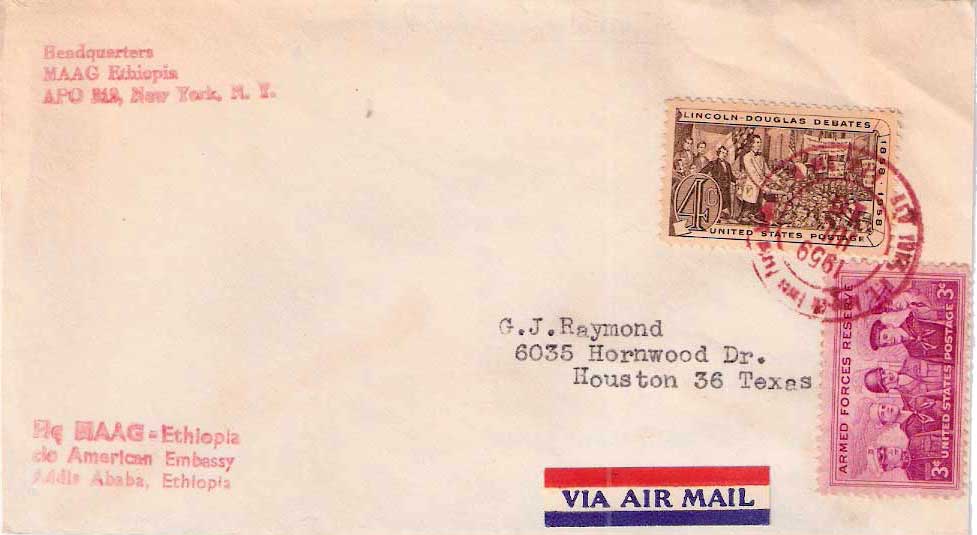 Headquarters
MAAG Ethiopia
APO 319, New York, N. Y.
LINCOLN-DOUGLAS DEBATES
1858 · 1958
4¢
UNITED STATES POSTAGE
1959
G.J.Raymond
6035 Hornwood Dr.
Houston 36 Texas
ARMED FORCES RESERVE
UNITED STATES POSTAGE
3¢
3¢
Hq MAAG-Ethiopia
c/o American Embassy
Addis Ababa, Ethiopia
VIA AIR MAIL